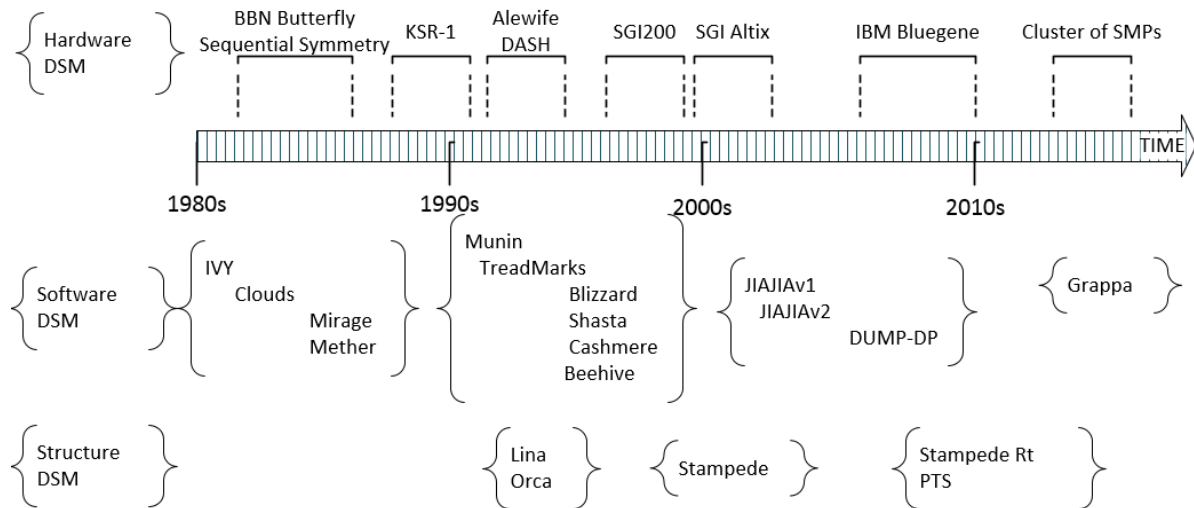 Hardware
DSM
BBN Butterfly
Sequential Symmetry
KSR-1
Alewife
DASH
SGI200
SGI Altix
IBM Bluegene
Cluster of SMPs
TIME
1980s
1990s
2000s
2010s
Software
DSM
IVY
Clouds
Mirage
Mether
Munin
TreadMarks
Blizzard
Shasta
Cashmere
Beehive
JIAJIAv1
JIAJIAv2
DUMP-DP
Grappa
Structure
DSM
Lina
Orca
Stampede
Stampede Rt
PTS